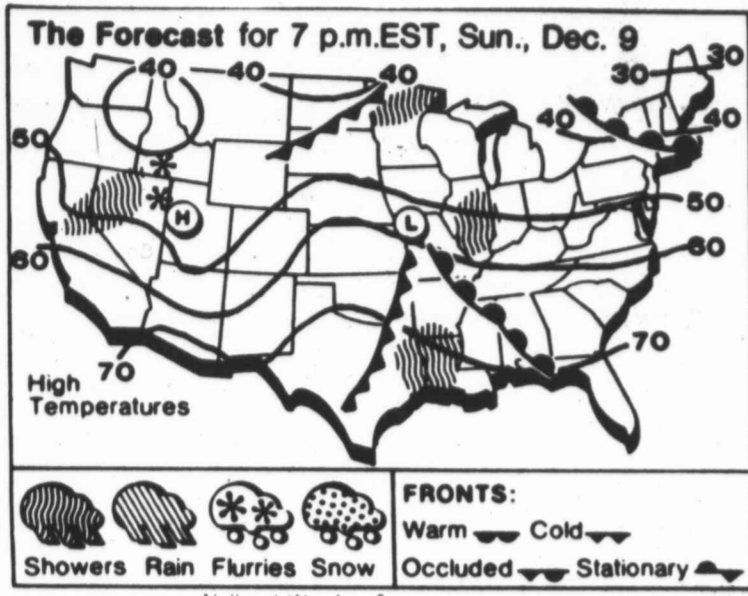 The Forecast for 7 p.m.EST, Sun., Dec. 9
40 40 40 30 30
50 40 40
H L 50
60 60
70 70
High
Temperatures
FRONTS:
Warm Cold
Showers Rain Flurries Snow Occluded Stationary